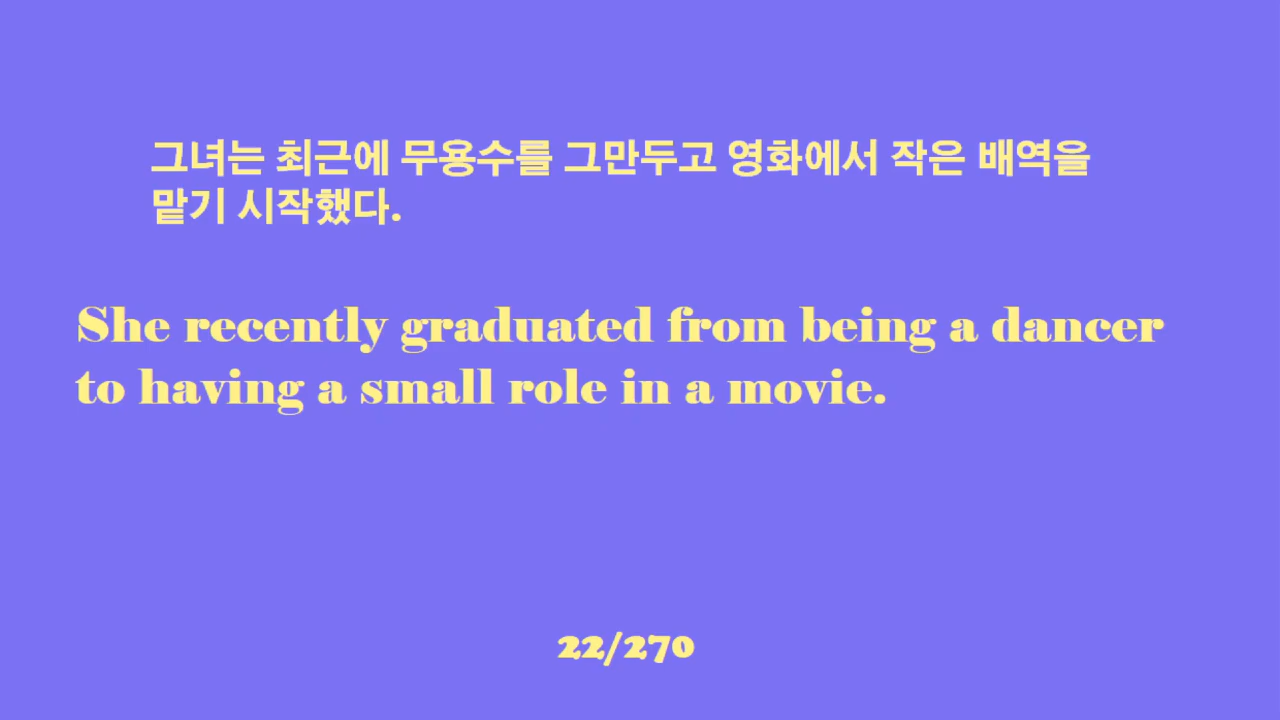 그녀는 최근에 무용수를 그만두고 영화에서 작은 배역을
맡기 시작했다.
She recently graduated from being a dancer
to having a small role in a movie.
22/270